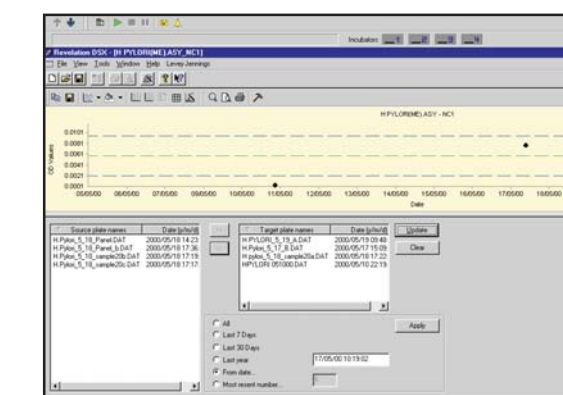 Incubators 1 2 3 4
Revelation DSX - [H PYLORI(ME).ASY_NC1]
File View Tools Window Help Levey-Jennings
H PYLORI(ME).ASY - NC1
OD Values
0.0101
0.0081
0.0061
0.0041
0.0021
0.0001
05/05/00 06/05/00 07/05/00 08/05/00 09/05/00 10/05/00 11/05/00 12/05/00 13/05/00 14/05/00 15/05/00 16/05/00 17/05/00 18/05/00
Date
Source plate names Date (y/m/d) Target plate names Date (y/m/d) Update
H.Pylori_5_18_Panel.DAT 2000/05/18 14:23 H.PYLORI_5_19_A.DAT 2000/05/19 09:48
H.Pylori_5_18_Panel_b.DAT 2000/05/18 17:36 H.Pylori_5_17_B.DAT 2000/05/17 15:09 Clear
H.Pylori_5_18_sample20b.DAT 2000/05/18 17:19 H.pylori_5_18_sample20a.DAT 2000/05/18 17:22
H.Pylori_5_18_sample20c.DAT 2000/05/18 17:17 HPYLORI 051000.DAT 2000/05/10 22:19
All Apply
Last 7 Days
Last 30 Days
Last year 17/05/00 10:19:02
From date...
Most recent number...